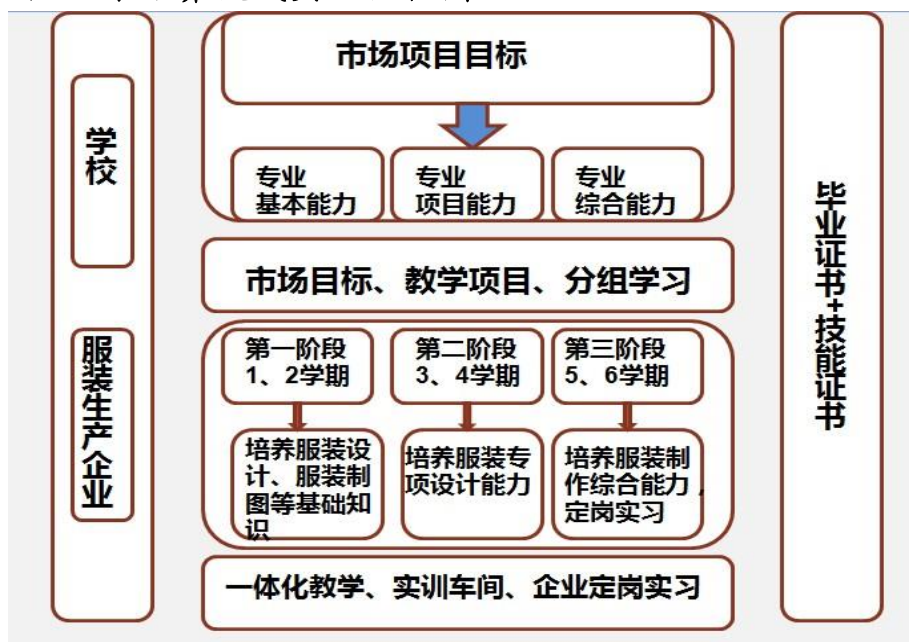 学校
服装生产企业
市场项目目标
专业
基本能力
专业
项目能力
专业
综合能力
市场目标、教学项目、分组学习
第一阶段
1、2学期
第二阶段
3、4学期
第三阶段
5、6学期
培养服装设
计、服装制
图等基础知
识
培养服装专
项设计能力
培养服装制
作综合能力,
定岗实习
一体化教学、实训车间、企业定岗实习
毕业证书+技能证书